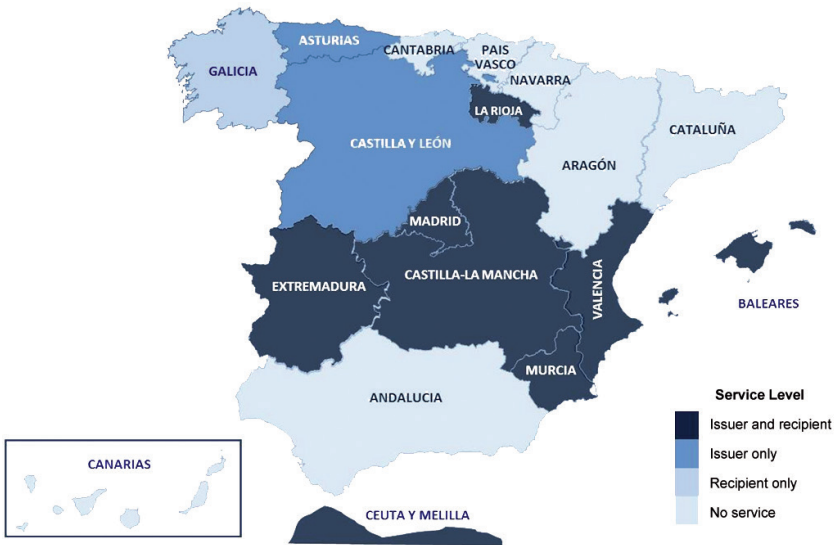 ASTURIAS
CANTABRIA
PAIS
VASCO
GALICIA
NAVARRA
LA RIOJA
CATALUÑA
CASTILLA Y LEÓN
ARAGÓN
MADRID
CASTILLA-LA MANCHA
EXTREMADURA
VALENCIA
BALEARES
MURCIA
ANDALUCIA
CANARIAS
CEUTA Y MELILLA
Service Level
Issuer and recipient
Issuer only
Recipient only
No service